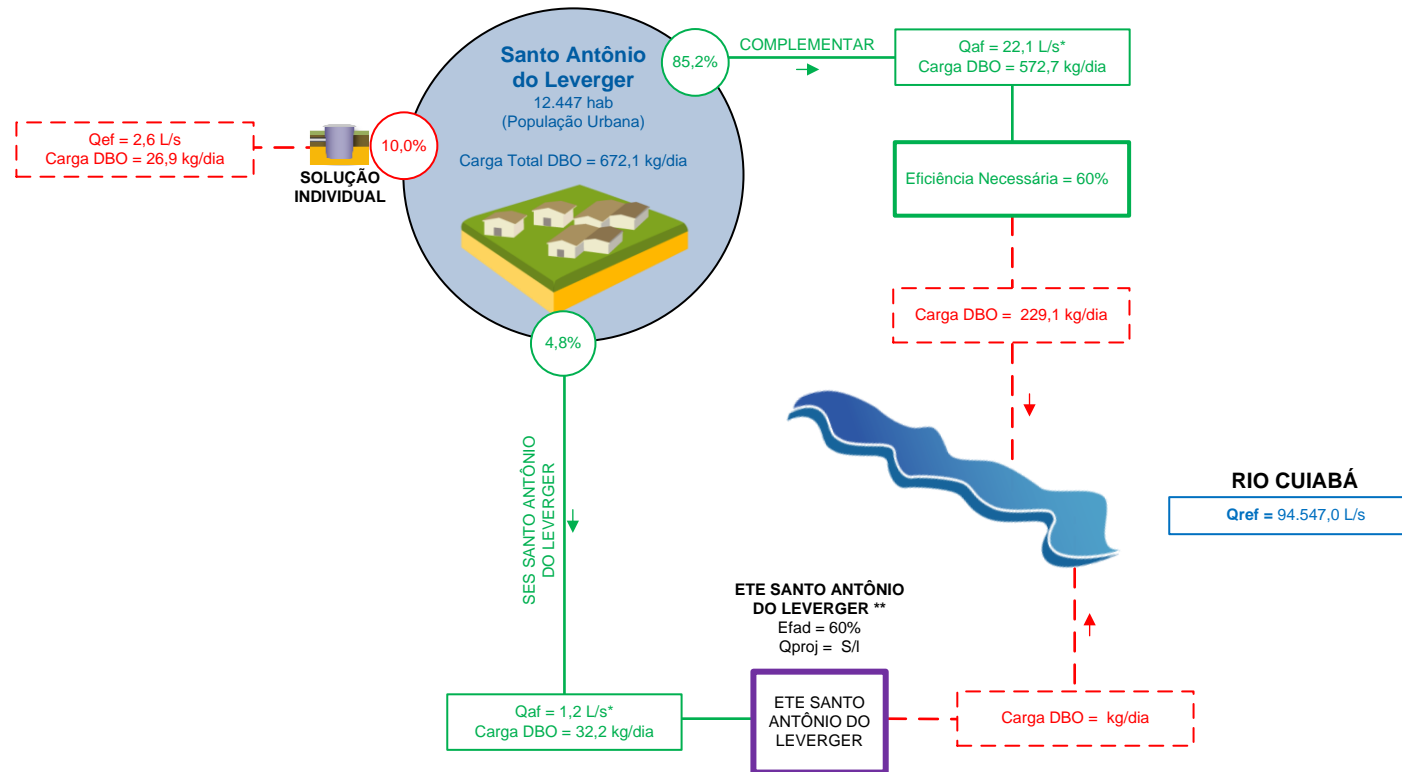 Santo Antônio
do Leverger
12.447 hab
(População Urbana)
Carga Total DBO = 672,1 kg/dia
85,2%
COMPLEMENTAR
Qaf = 22,1 L/s*
Carga DBO = 572,7 kg/dia
Qef = 2,6 L/s
Carga DBO = 26,9 kg/dia
SOLUÇÃO
INDIVIDUAL
10,0%
Eficiência Necessária = 60%
Carga DBO =  229,1 kg/dia
4,8%
SES SANTO ANTÔNIO
DO LEVERGER
RIO CUIABÁ
Qref = 94.547,0 L/s
ETE SANTO ANTÔNIO
DO LEVERGER **
Efad = 60%
Qproj =  S/I
Qaf = 1,2 L/s*
Carga DBO = 32,2 kg/dia
ETE SANTO
ANTÔNIO DO
LEVERGER
Carga DBO =  kg/dia